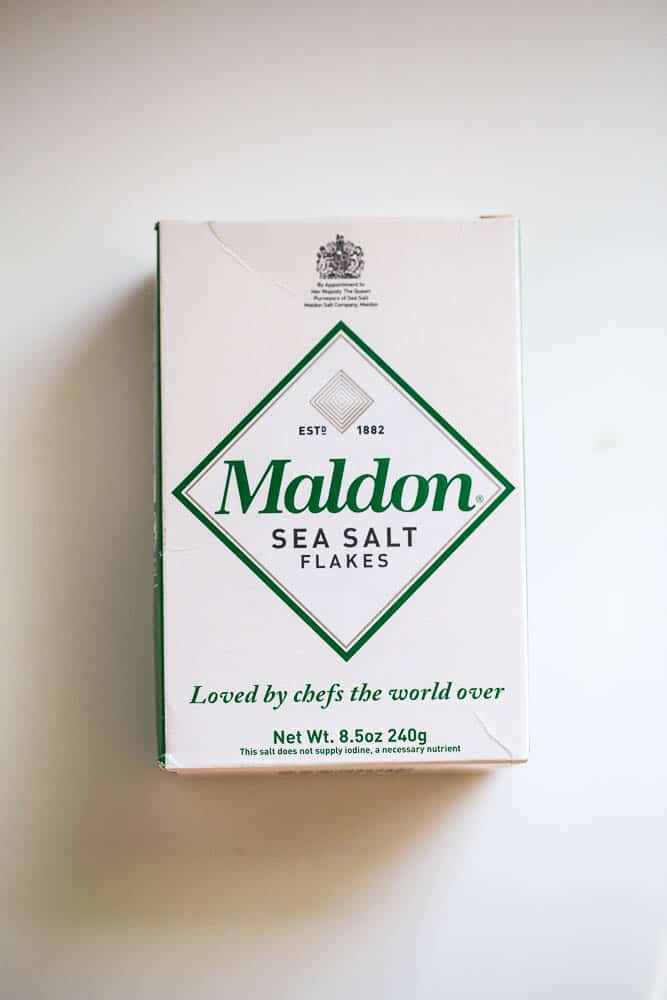 By Appointment to
Her Majesty The Queen
Purveyors of Sea Salt
Maldon Salt Company, Maldon
ESTD 1882
Maldon®
SEA SALT
FLAKES
Loved by chefs the world over
Net Wt. 8.5oz 240g
This salt does not supply iodine, a necessary nutrient